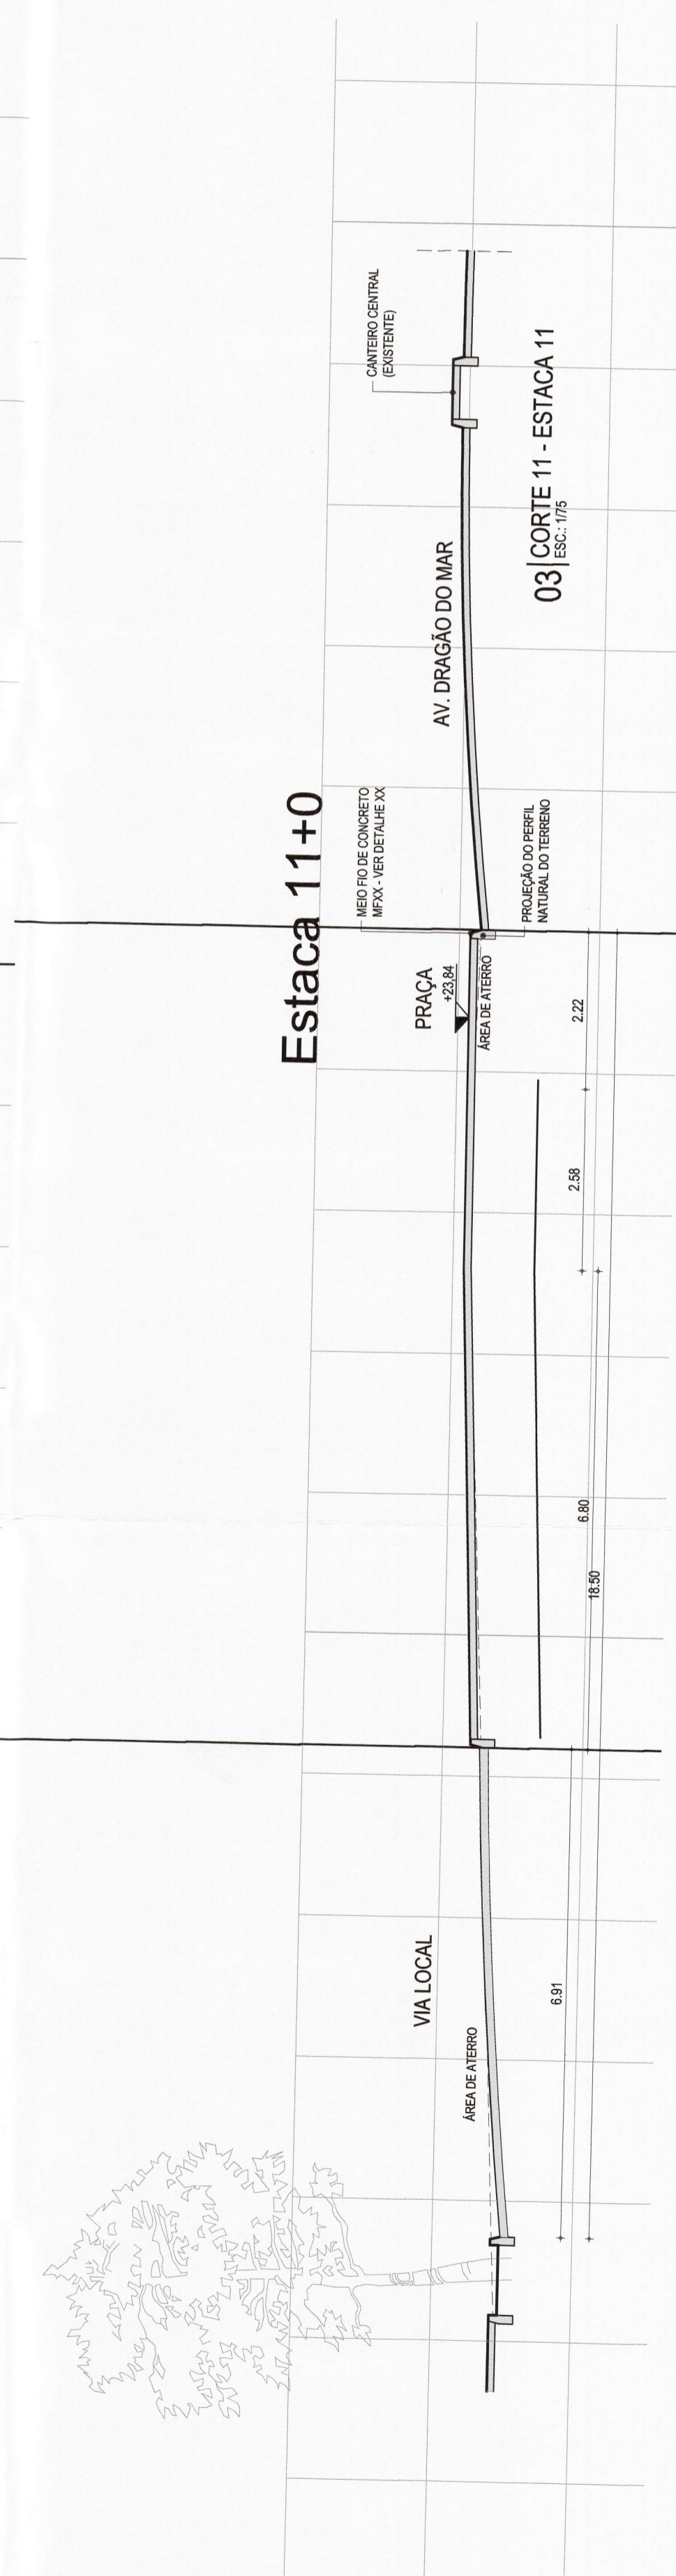 Estaca 11+0
VIA LOCAL
ÁREA DE ATERRO
6.91
18.50
6.80
2.58
2.22
PRAÇA
+23,84
ÁREA DE ATERRO
MEIO FIO DE CONCRETO
MFXX - VER DETALHE XX
PROJEÇÃO DO PERFIL
NATURAL DO TERRENO
AV. DRAGÃO DO MAR
CANTEIRO CENTRAL
(EXISTENTE)
03 CORTE 11 - ESTACA 11
ESC.: 1/75